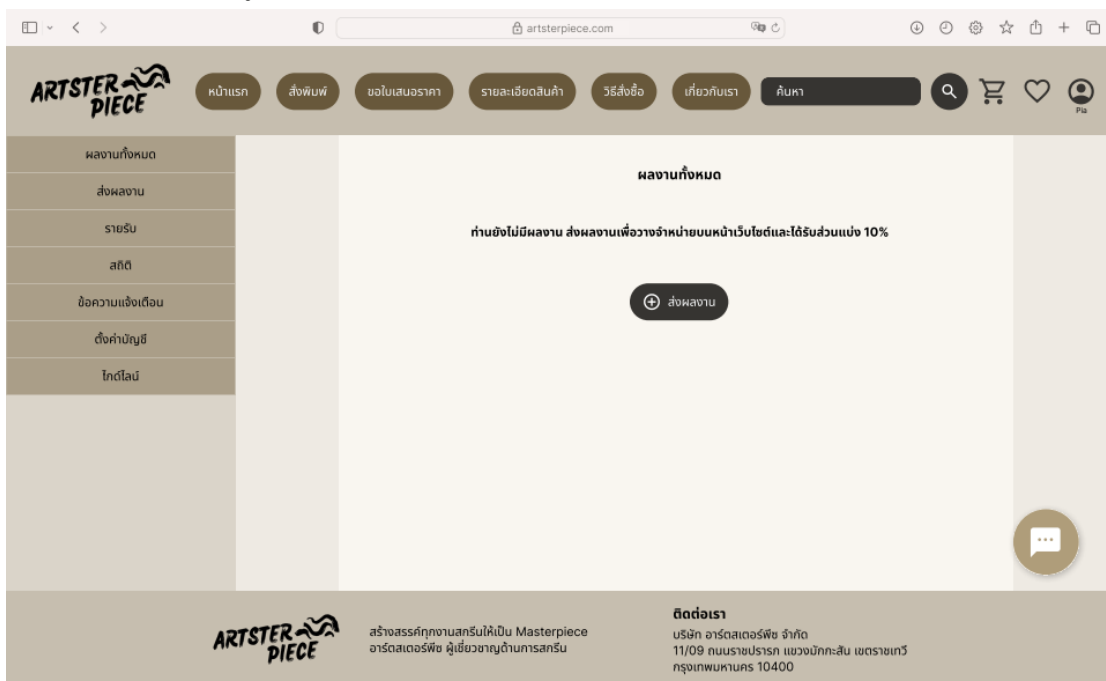 artsterpiece.com
ARTSTER
PIECE
หน้าแรก
สั่งพิมพ์
ขอใบเสนอราคา
รายละเอียดสินค้า
วิธีสั่งซื้อ
เกี่ยวกับเรา
ค้นหา
Pia
ผลงานทั้งหมด
ส่งผลงาน
รายรับ
สถิติ
ข้อความแจ้งเตือน
ตั้งค่าบัญชี
ไกด์ไลน์
ผลงานทั้งหมด
ท่านยังไม่มีผลงาน ส่งผลงานเพื่อวางจำหน่ายบนหน้าเว็บไซต์และได้รับส่วนแบ่ง 10%
ส่งผลงาน
ARTSTER
PIECE
สร้างสรรค์ทุกงานสกรีนให้เป็น Masterpiece
อาร์ตสเตอร์พีซ ผู้เชี่ยวชาญด้านการสกรีน
ติดต่อเรา
บริษัท อาร์ตสเตอร์พีซ จำกัด
11/09 ถนนราชปรารภ แขวงมักกะสัน เขตราชเทวี
กรุงเทพมหานคร 10400